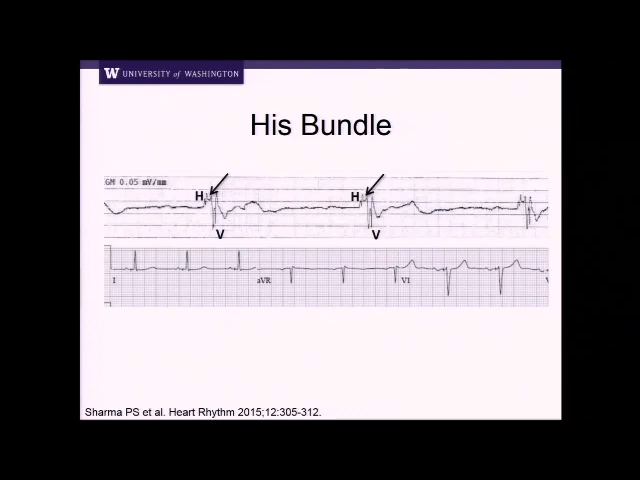 W UNIVERSITY of WASHINGTON
His Bundle
GM 0.05 mV/mm
H H
V V
I aVR V1 V
Sharma PS et al. Heart Rhythm 2015;12:305-312.